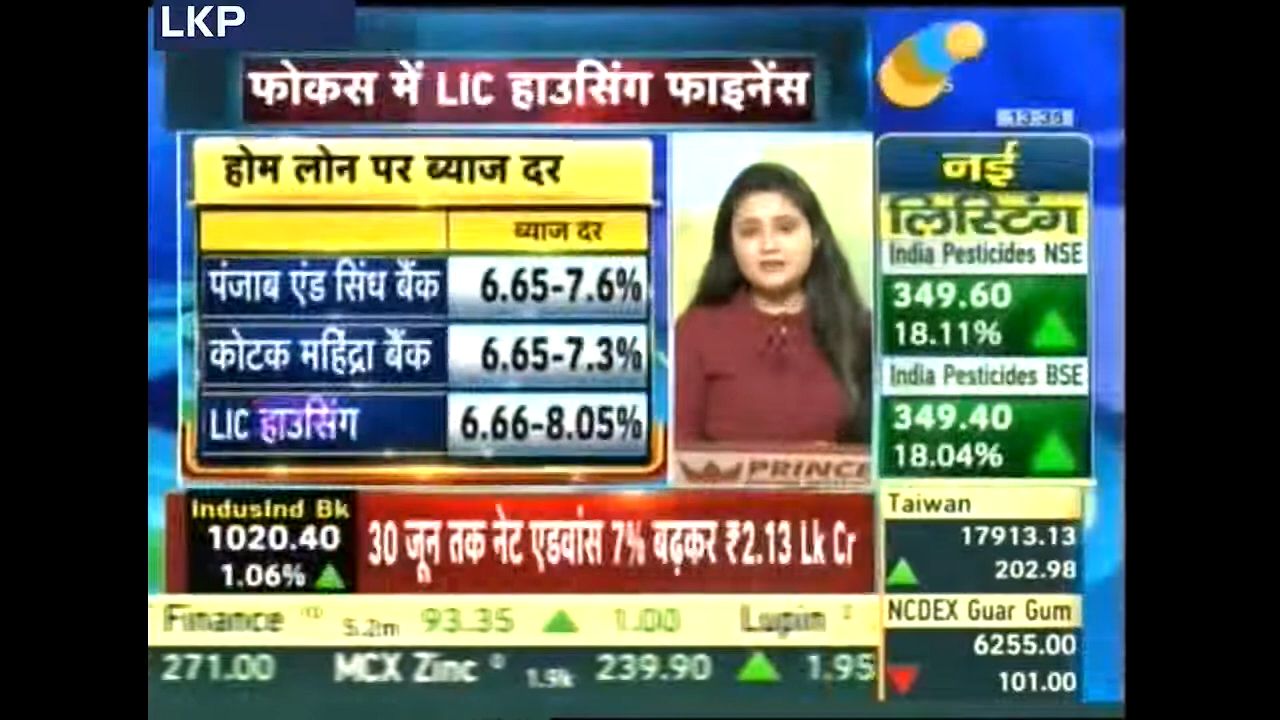 LKP
फोकस में LIC हाउसिंग फाइनेंस
13:35
होम लोन पर ब्याज दर
ब्याज दर
पंजाब एंड सिंध बैंक 6.65-7.6%
कोटक महिंद्रा बैंक 6.65-7.3%
LIC हाउसिंग 6.66-8.05%
PRINCE
नई
लिस्टिंग
India Pesticides NSE
349.60
18.11%
India Pesticides BSE
349.40
18.04%
IndusInd Bk
1020.40
1.06%
30 जून तक नेट एडवांस 7% बढ़कर ₹2.13 Lk Cr
Taiwan
17913.13
202.98
NCDEX Guar Gum
6255.00
101.00
Finance 5.2m 93.35 1.00 Lupin
271.00 MCX Zinc 1.9k 239.90 1.95